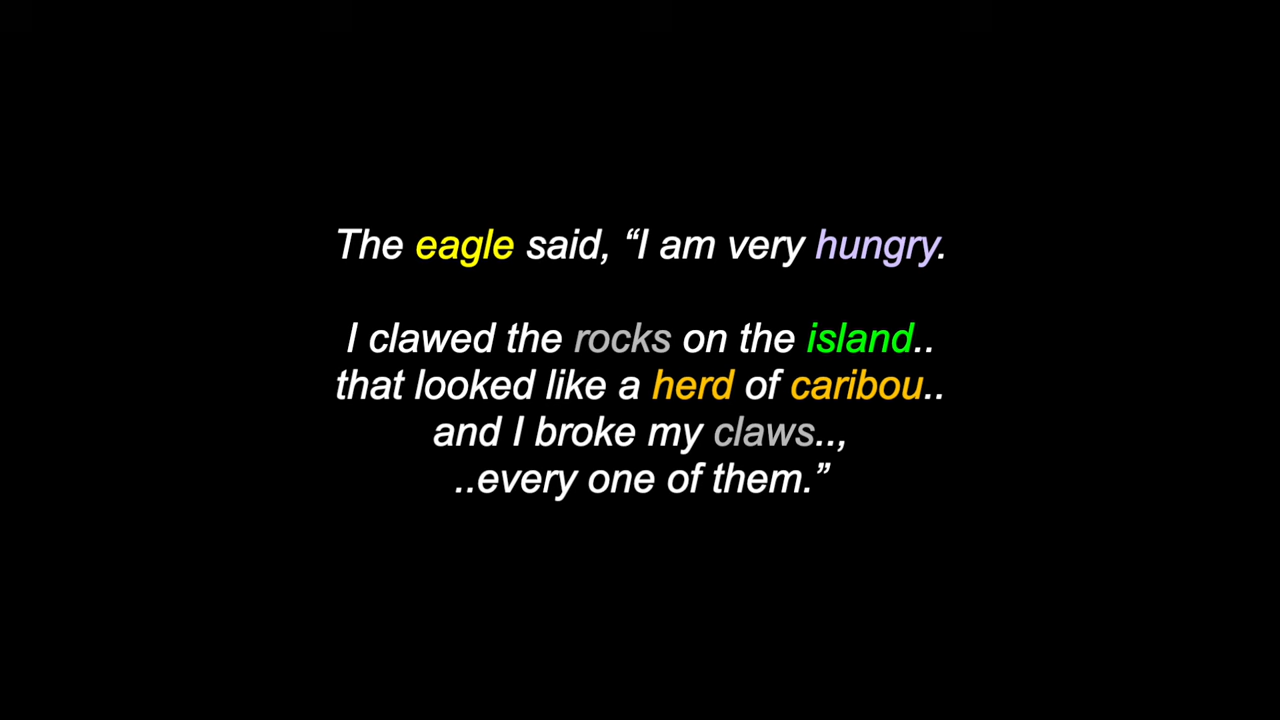 The eagle said, “I am very hungry.
I clawed the rocks on the island..
that looked like a herd of caribou..
and I broke my claws..,
..every one of them.”